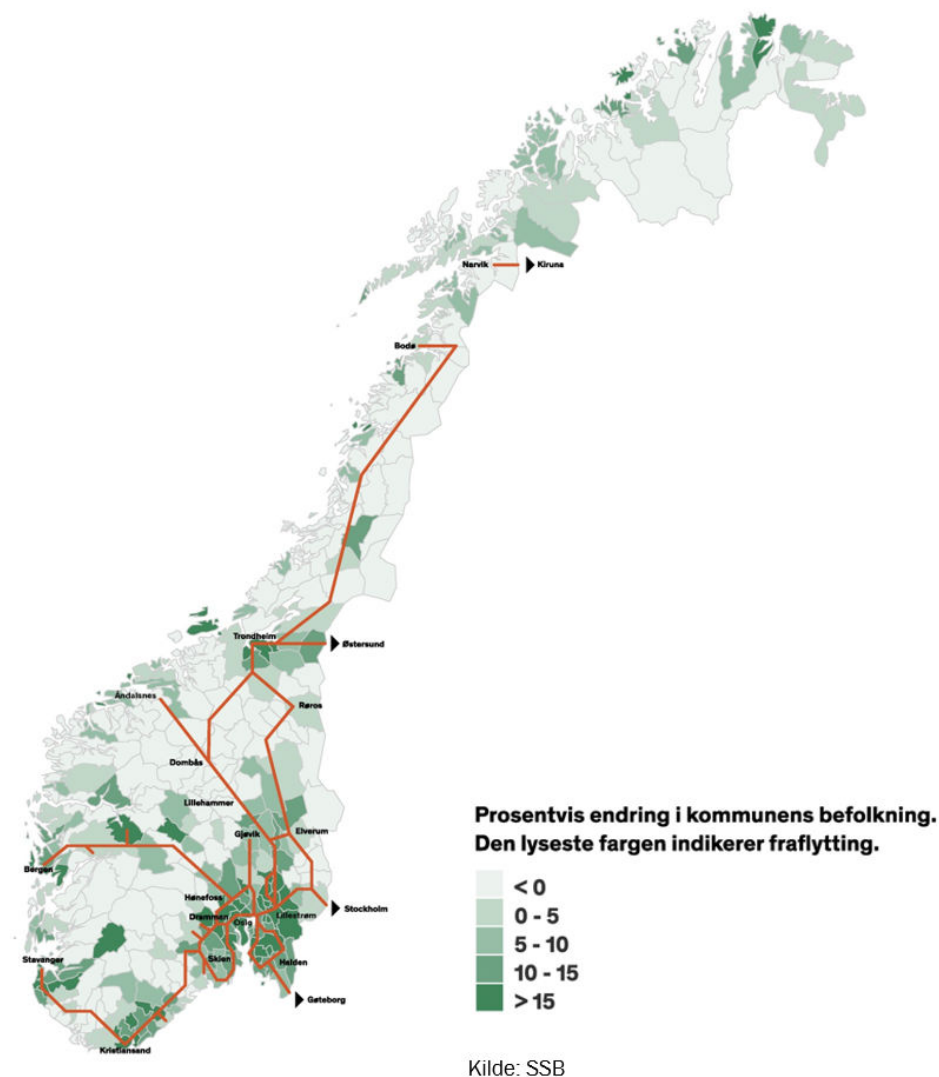 Narvik
Kiruna
Bodø
Trondheim
Østersund
Åndalsnes
Røros
Dombås
Lillehammer
Gjøvik
Elverum
Bergen
Hønefoss
Drammen
Oslo
Lillestrøm
Stockholm
Stavanger
Skien
Halden
Gøteborg
Kristiansand
Prosentvis endring i kommunens befolkning.
Den lyseste fargen indikerer fraflytting.
< 0
0 - 5
5 - 10
10 - 15
> 15
Kilde: SSB